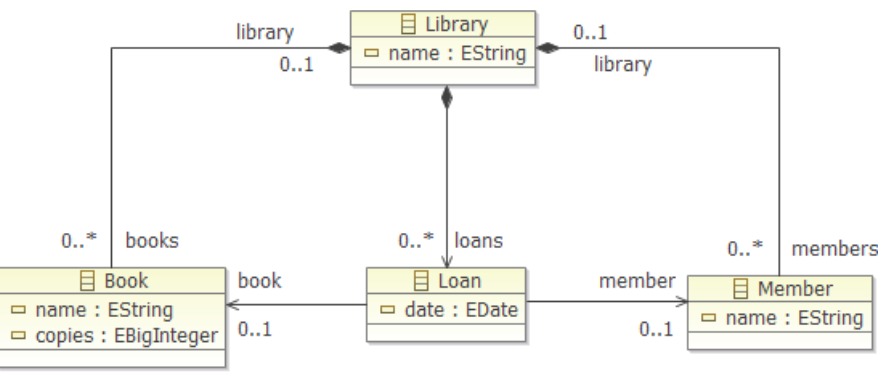 Library
name : EString
library
0..1
0..1
library
0..*
books
0..*
loans
0..*
members
Book
name : EString
copies : EBigInteger
book
0..1
Loan
date : EDate
member
0..1
Member
name : EString